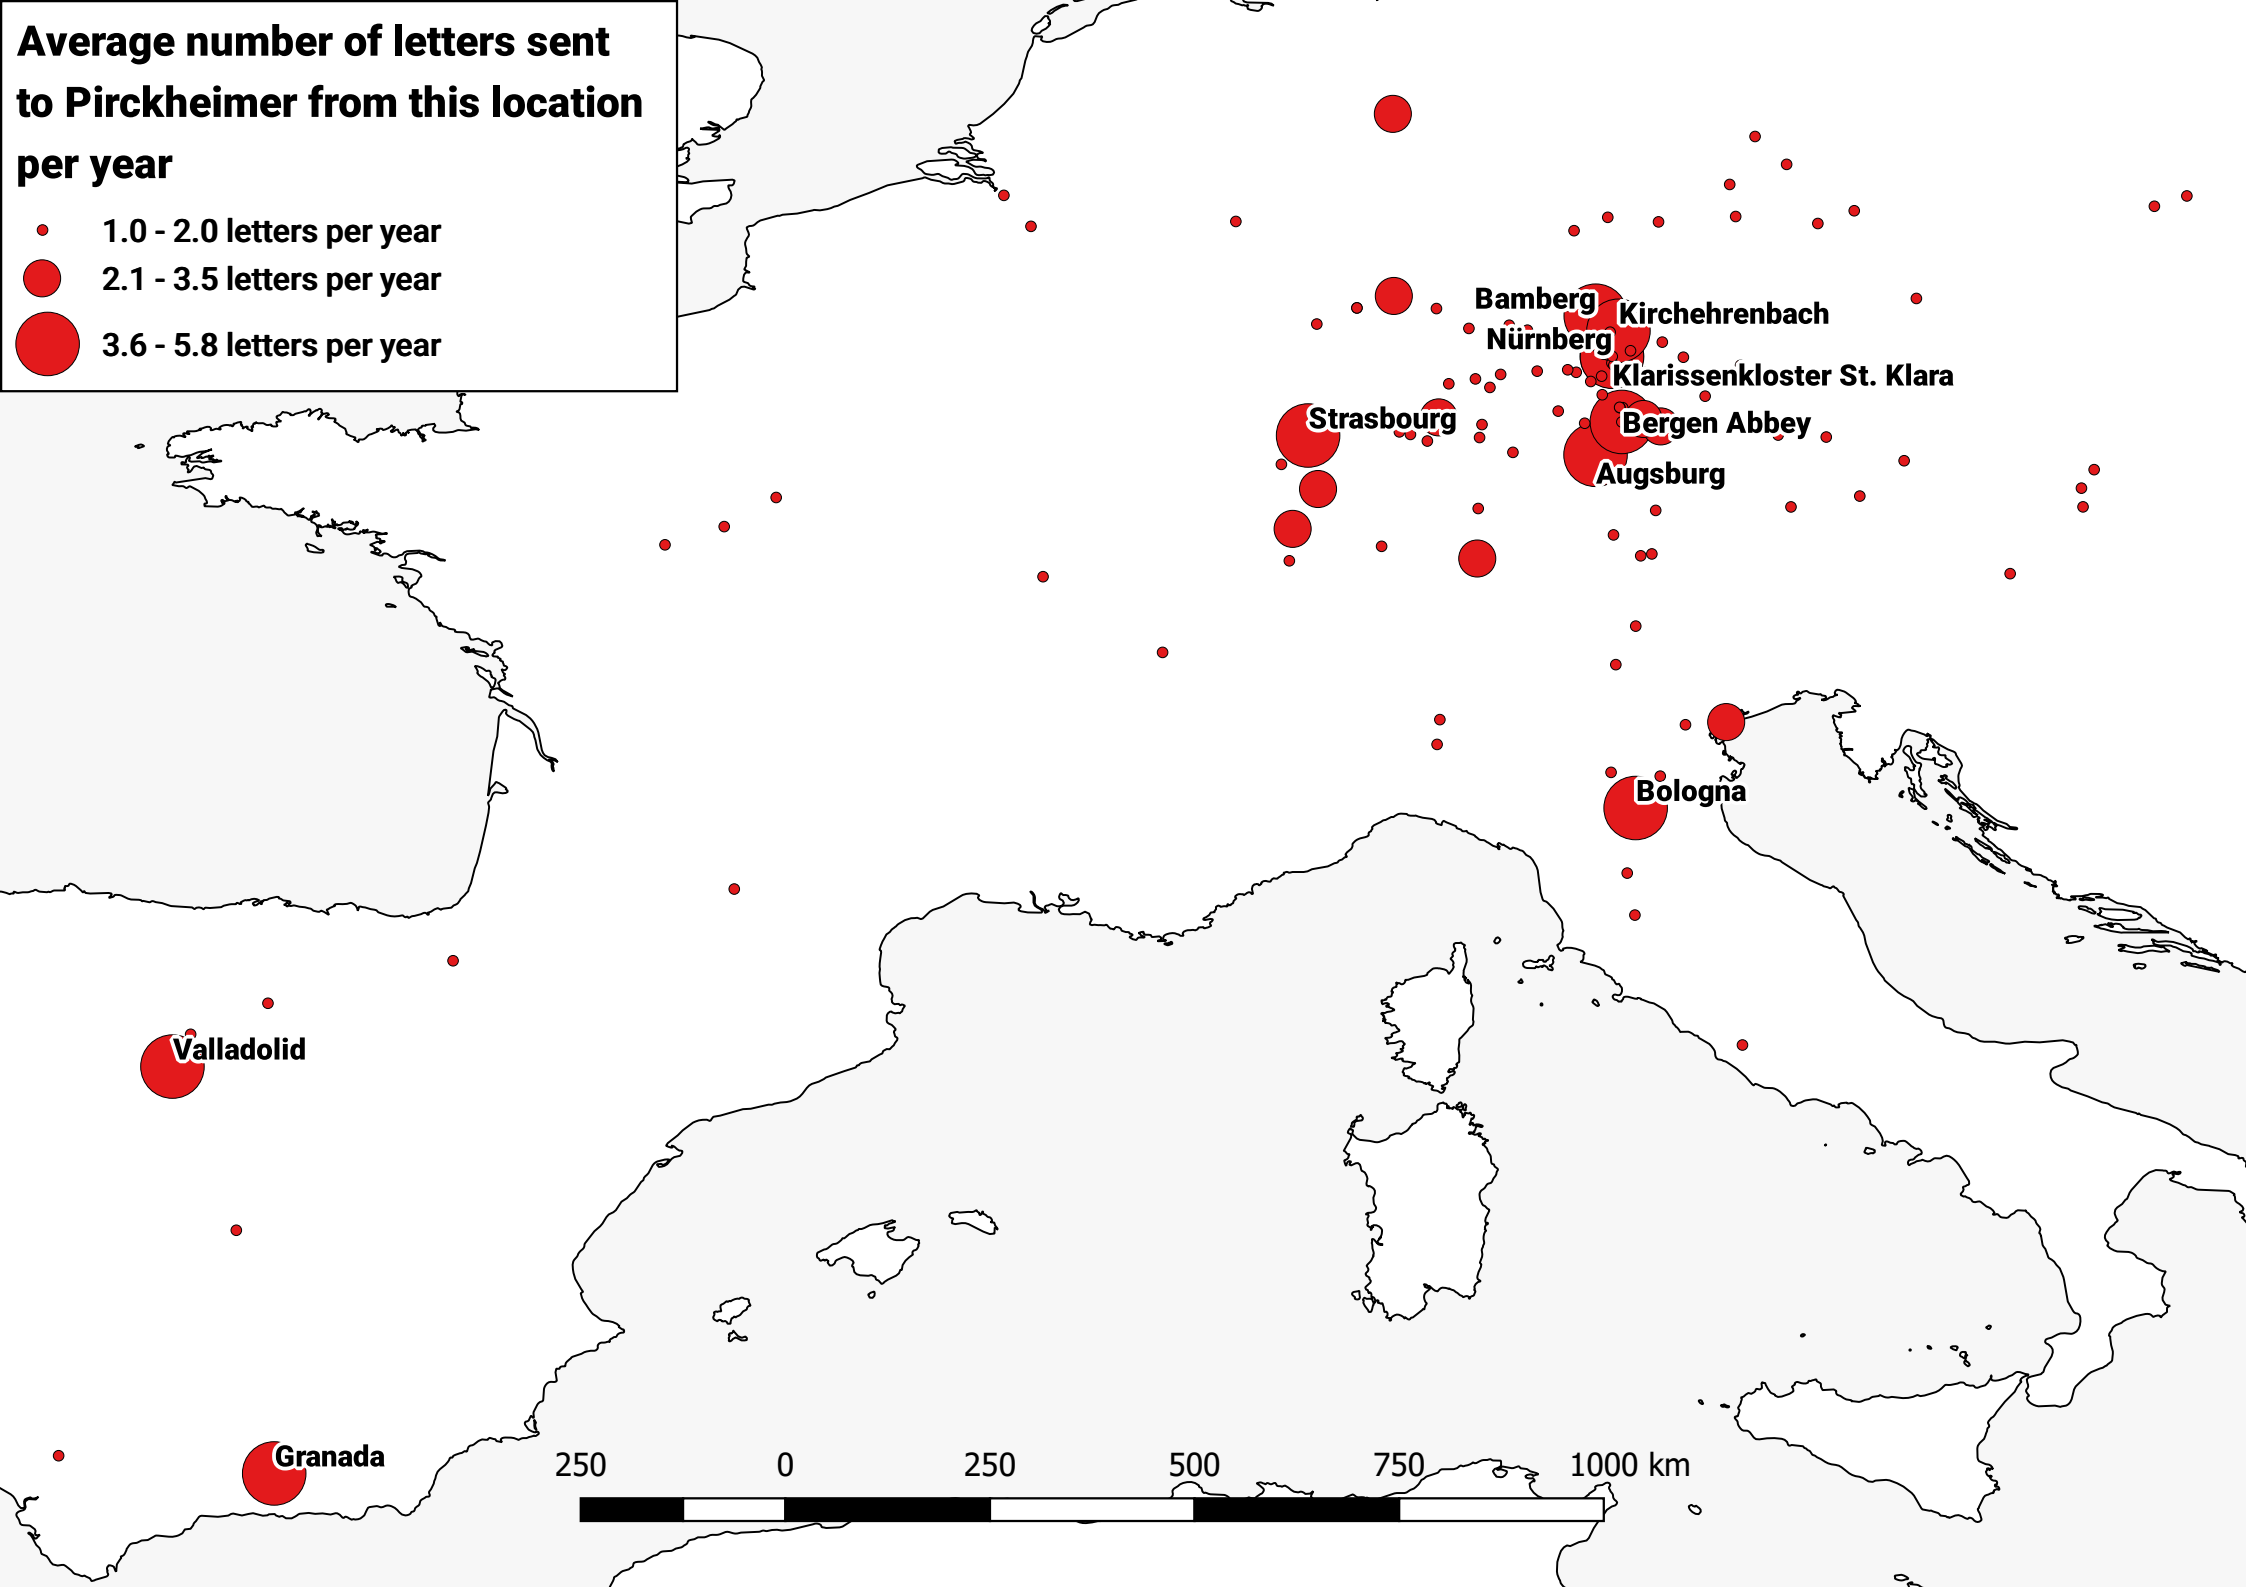 Average number of letters sent
to Pirckheimer from this location
per year
1.0 - 2.0 letters per year
2.1 - 3.5 letters per year
3.6 - 5.8 letters per year
Bamberg
Kirchehrenbach
Nürnberg
Klarissenkloster St. Klara
Strasbourg
Bergen Abbey
Augsburg
Bologna
Valladolid
Granada
250 0 250 500 750 1000 km